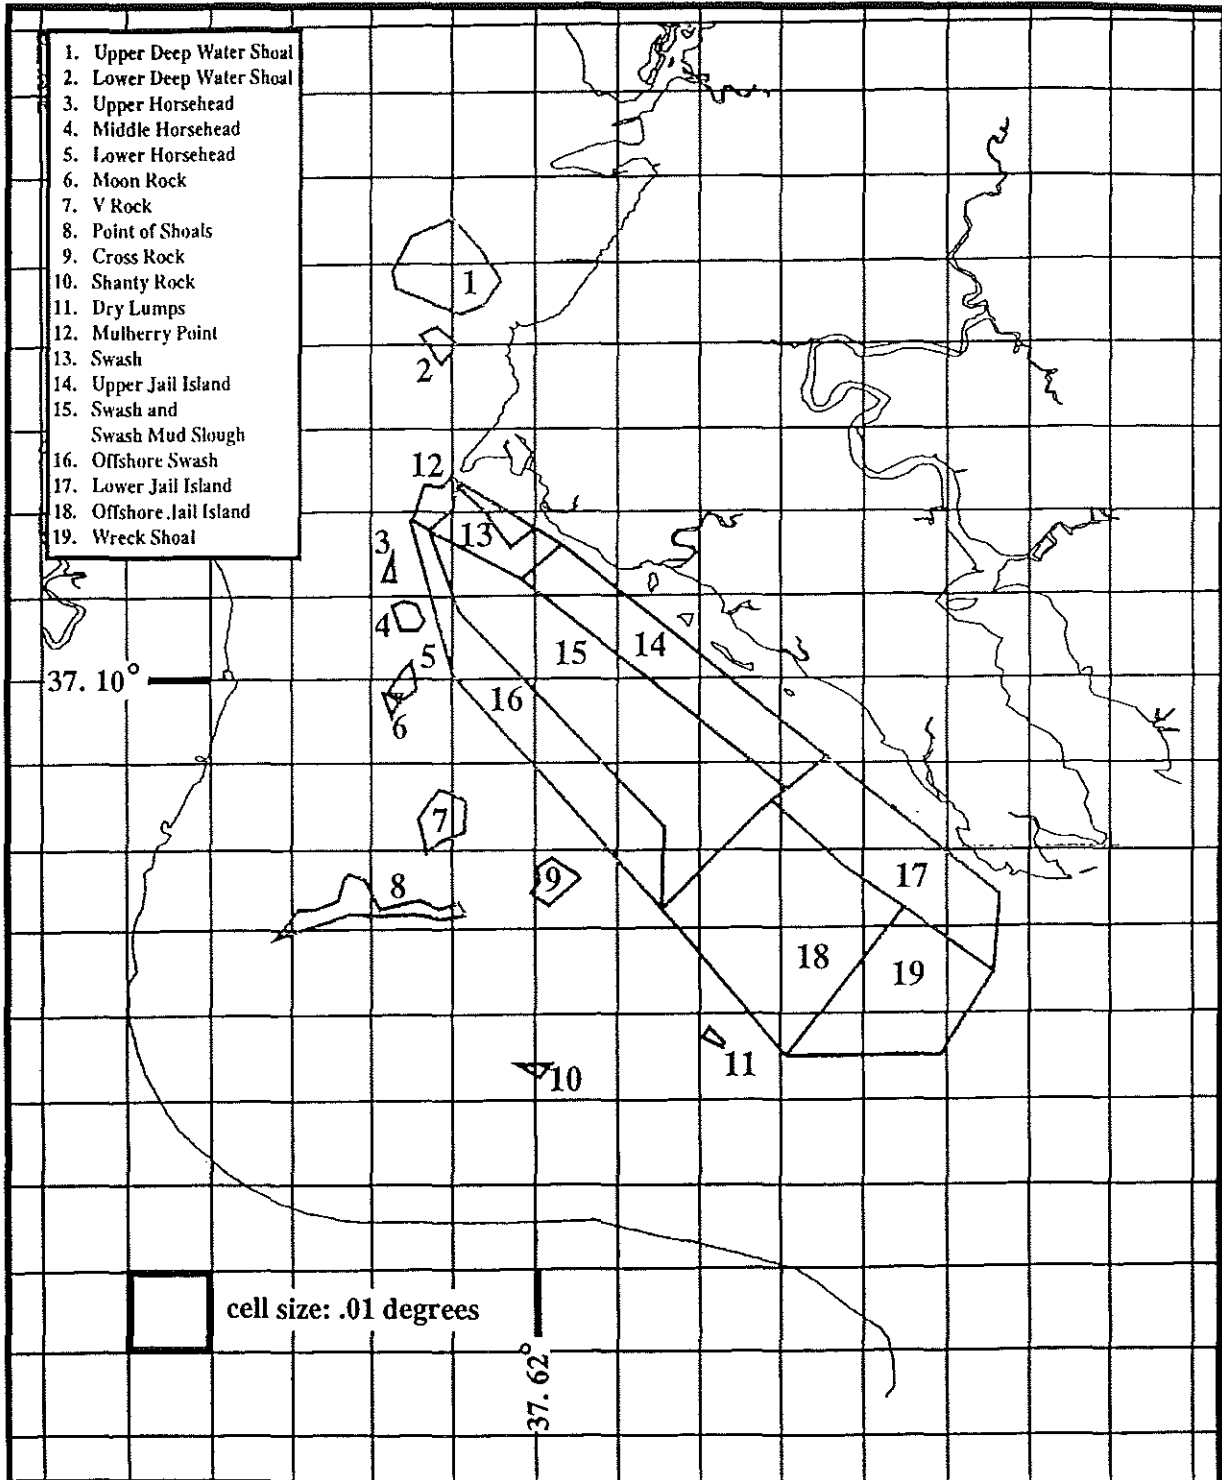 1. Upper Deep Water Shoal
2. Lower Deep Water Shoal
3. Upper Horsehead
4. Middle Horsehead
5. Lower Horsehead
6. Moon Rock
7. V Rock
8. Point of Shoals
9. Cross Rock
10. Shanty Rock
11. Dry Lumps
12. Mulberry Point
13. Swash
14. Upper Jail Island
15. Swash and
Swash Mud Slough
16. Offshore Swash
17. Lower Jail Island
18. Offshore Jail Island
19. Wreck Shoal
1
2
12
13
3
4
14
15
5
37. 10°
16
6
7
17
9
8
18
19
11
10
cell size: .01 degrees
37. 62°